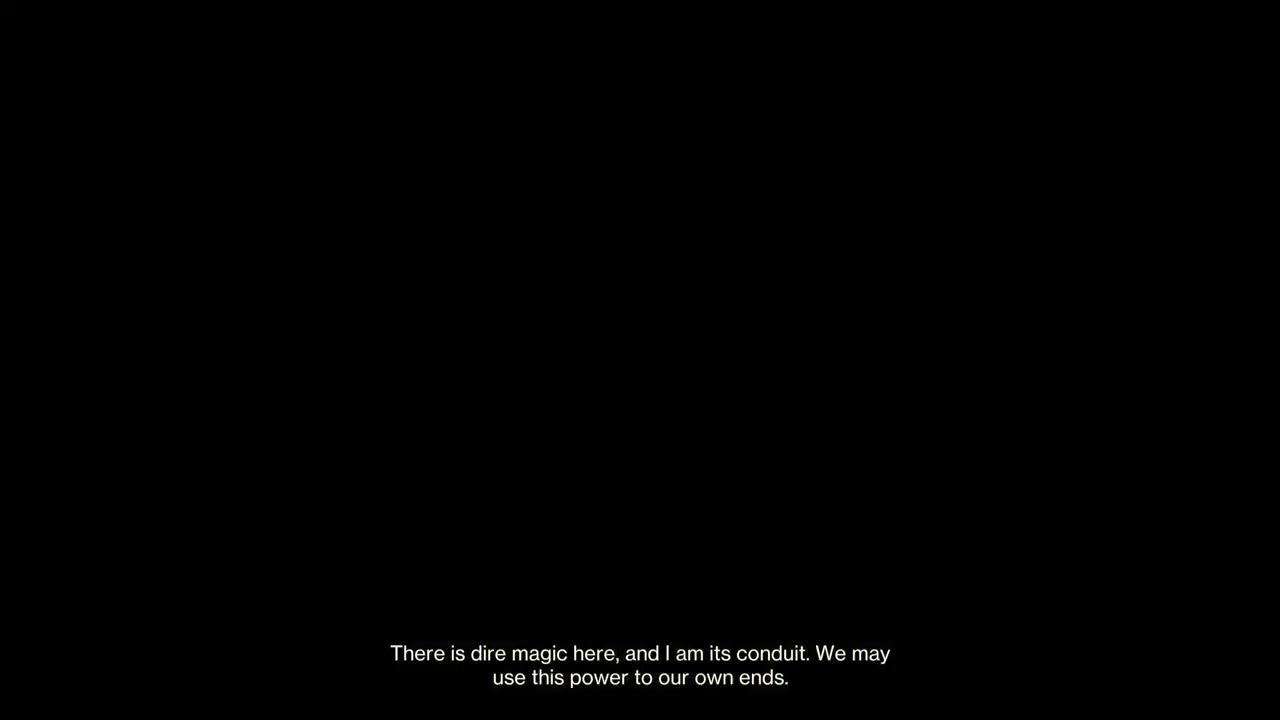 There is dire magic here, and I am its conduit. We may
use this power to our own ends.